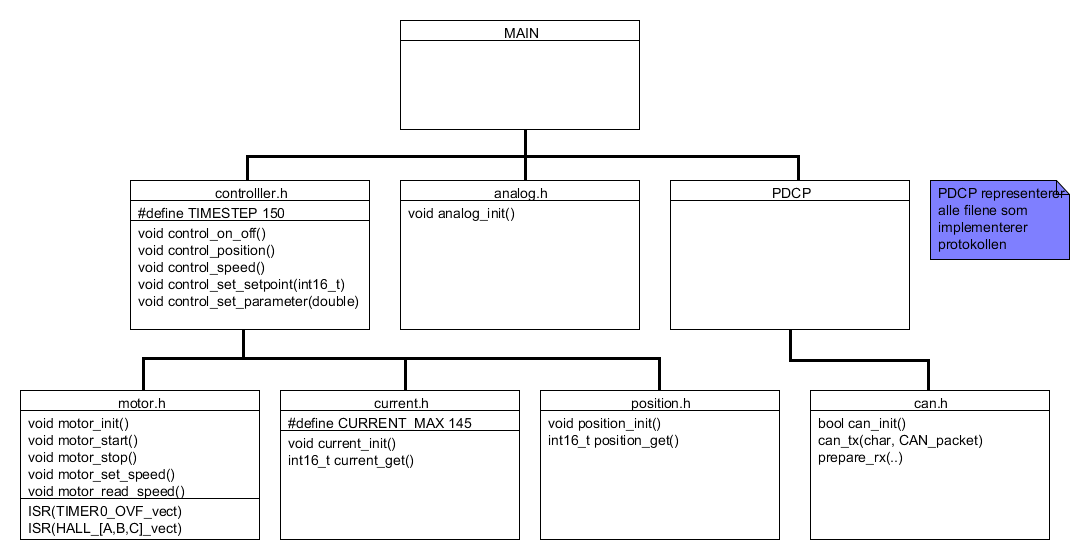 MAIN
controlller.h
#define TIMESTEP 150
void control_on_off()
void control_position()
void control_speed()
void control_set_setpoint(int16_t)
void control_set_parameter(double)
analog.h
void analog_init()
PDCP
PDCP representerer
alle filene som
implementerer
protokollen
motor.h
void motor_init()
void motor_start()
void motor_stop()
void motor_set_speed()
void motor_read_speed()
ISR(TIMER0_OVF_vect)
ISR(HALL_[A,B,C]_vect)
current.h
#define CURRENT_MAX 145
void current_init()
int16_t current_get()
position.h
void position_init()
int16_t position_get()
can.h
bool can_init()
can_tx(char, CAN_packet)
prepare_rx(..)